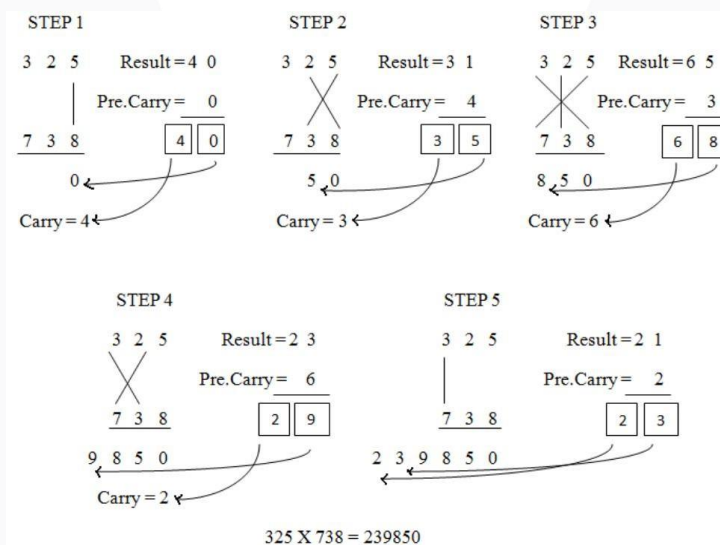 STEP 1
3 2 5 Result = 4 0
Pre.Carry = 0
7 3 8 4 0
0
Carry = 4
STEP 2
3 2 5 Result = 3 1
Pre.Carry = 4
7 3 8 3 5
5 0
Carry = 3
STEP 3
3 2 5 Result = 6 5
Pre.Carry = 3
7 3 8 6 8
8 5 0
Carry = 6
STEP 4
3 2 5 Result = 2 3
Pre.Carry = 6
7 3 8 2 9
9 8 5 0
Carry = 2
STEP 5
3 2 5 Result = 2 1
Pre.Carry = 2
7 3 8 2 3
2 3 9 8 5 0
325 X 738 = 239850